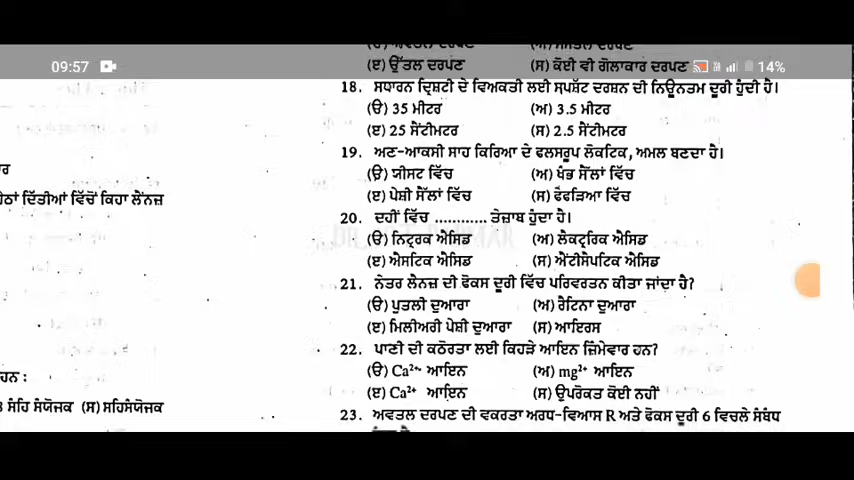 09:57
14%
(ੲ) ਉੱਤਲ ਦਰਪਣ (ਸ) ਕੋਈ ਵੀ ਗੋਲਾਕਾਰ ਦਰਪਣ
18. ਸਧਾਰਨ ਦ੍ਰਿਸ਼ਟੀ ਦੇ ਵਿਅਕਤੀ ਲਈ ਸਪਸ਼ੱਟ ਦਰਸ਼ਨ ਦੀ ਨਿਊਨਤਮ ਦੂਰੀ ਹੁੰਦੀ ਹੈ।
(ੳ) 35 ਮੀਟਰ (ਅ) 3.5 ਮੀਟਰ
(ੲ) 25 ਸੈਂਟੀਮਟਰ (ਸ) 2.5 ਸੈਂਟੀਮਟਰ
19. ਅਣ-ਆਕਸੀ ਸਾਹ ਕਿਰਿਆ ਦੇ ਫਲਸਰੂਪ ਲੋਕਟਿਕ, ਅਮਲ ਬਣਦਾ ਹੈ।
(ੳ) ਯੀਸਟ ਵਿੱਚ (ਅ) ਖੰਭ ਸੈੱਲਾਂ ਵਿੱਚ
(ੲ) ਪੇਸ਼ੀ ਸੈੱਲਾਂ ਵਿੱਚ (ਸ) ਫੇਫੜਿਆ ਵਿੱਚ
20. ਦਹੀਂ ਵਿੱਚ ............ ਤੇਜ਼ਾਬ ਹੁੰਦਾ ਹੈ।
(ੳ) ਨਿਟ੍ਰਕ ਐਸਿਡ (ਅ) ਲੈਕਟ੍ਰਿਕ ਐਸਿਡ
(ੲ) ਐਸਟਿਕ ਐਸਿਡ (ਸ) ਐਂਟੀਸੈਪਟਿਕ ਐਸਿਡ
21. ਨੇਤਰ ਲੈਨਜ਼ ਦੀ ਫੋਕਸ ਦੂਰੀ ਵਿੱਚ ਪਰਿਵਰਤਨ ਕੀਤਾ ਜਾਂਦਾ ਹੈ?
(ੳ) ਪੁਤਲੀ ਦੁਆਰਾ (ਅ) ਰੈਟਿਨਾ ਦੁਆਰਾ
(ੲ) ਮਿਲੀਅਰੀ ਪੇਸ਼ੀ ਦੁਆਰਾ (ਸ) ਆਇਰਸ
22. ਪਾਣੀ ਦੀ ਕਠੋਰਤਾ ਲਈ ਕਿਹੜੇ ਆਇਨ ਜ਼ਿੰਮੇਵਾਰ ਹਨ?
(ੳ) Ca²⁺ ਆਇਨ (ਅ) mg²⁺ ਆਇਨ
(ੲ) Ca²⁺ ਆਇਨ (ਸ) ਉਪਰੋਕਤ ਕੋਈ ਨਹੀਂ
23. ਅਵਤਲ ਦਰਪਣ ਦੀ ਵਕਰਤਾ ਅਰਧ-ਵਿਆਸ R ਅਤੇ ਫੋਕਸ ਦੂਰੀ 6 ਵਿਚਲੇ ਸੰਬੰਧ
ਦਿੱਤੀਆਂ ਵਿੱਚੋਂ ਕਿਹਾ ਲੈਨਜ਼
ਹਨ :
ਸੰਹਿ ਸੰਯੋਜਕ (ਸ) ਸਹਿਸੰਯੋਜਕ